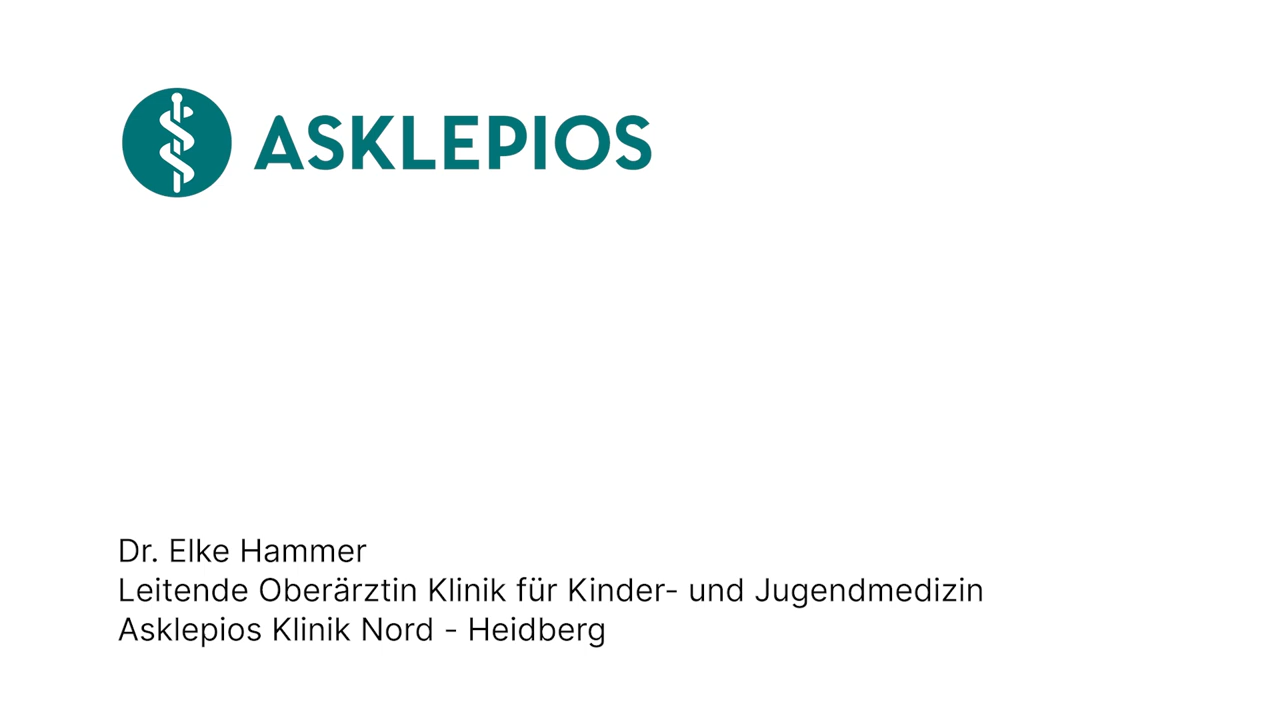 ASKLEPIOS
Dr. Elke Hammer
Leitende Oberärztin Klinik für Kinder- und Jugendmedizin
Asklepios Klinik Nord - Heidberg